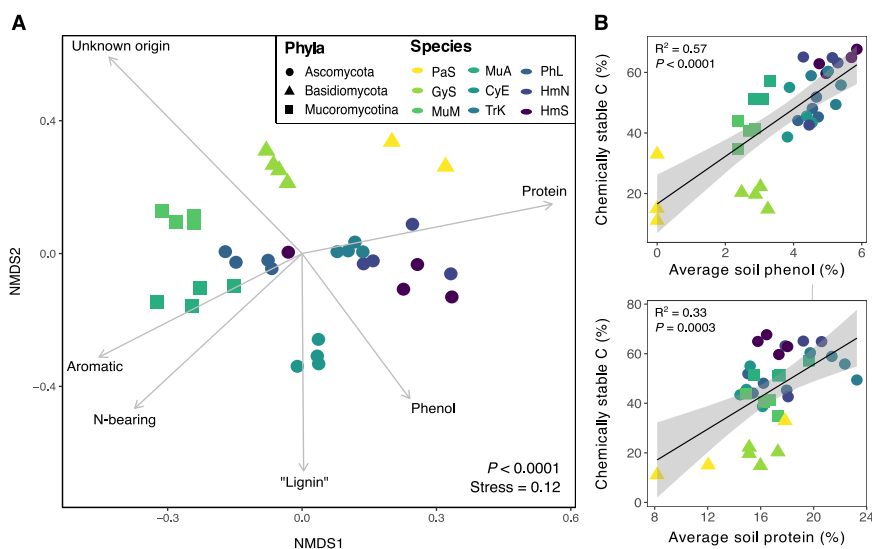 A
Unknown origin
Phyla
Ascomycota
Basidiomycota
Mucoromycotina
Species
PaS
MuA
PhL
GyS
CyE
HmN
MuM
TrK
HmS
0.4
0.0
-0.4
NMDS2
Protein
Aromatic
N-bearing
"Lignin"
Phenol
P < 0.0001
Stress = 0.12
-0.3
0.0
0.3
0.6
NMDS1
B
R² = 0.57
P < 0.0001
Chemically stable C (%)
60
40
20
0
2
4
6
Average soil phenol (%)
R² = 0.33
P = 0.0003
Chemically stable C (%)
80
60
40
20
0
8
12
16
20
24
Average soil protein (%)